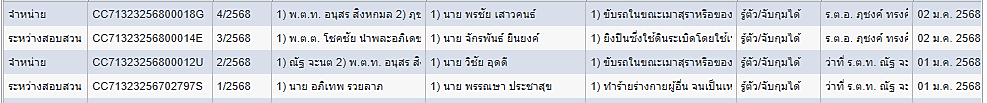 จำหน่าย CC71323256800018G 4/2568 1) พ.ต.ท. อนุสร สิงหกมล 2) ภุช 1) นาย พรชัย เสาวคนธ์ 1) ขับรถในขณะเมาสุราหรือของ รู้ตัว/จับกุมได้ ร.ต.อ. ภุชงค์ ทรงศ 02 ม.ค. 2568
ระหว่างสอบสวน CC71323256800014E 3/2568 1) พ.ต.ต. โชคชัย นำพละอภิเดช 1) นาย จักรพันธ์ ยืนยงค์ 1) ยิงปืนซึ่งใช้ดินระเบิดโดยใช่เ รู้ตัว/จับกุมได้ ร.ต.อ. ภุชงค์ ทรงศ 02 ม.ค. 2568
จำหน่าย CC71323256800012U 2/2568 1) ณัฐ จะนต 2) พ.ต.ท. อนุสร สิง 1) นาย วิชัย อุดดี 1) ขับรถในขณะเมาสุราหรือของ รู้ตัว/จับกุมได้ ว่าที่ ร.ต.ท. ณัฐ จะ 01 ม.ค. 2568
ระหว่างสอบสวน CC71323256702797S 1/2568 1) นาย อภิเทพ รวยลาภ 1) นาย พรรณษา ประชาสุข 1) ทำร้ายร่างกายผู้อื่น จนเป็นเห รู้ตัว/จับกุมได้ ว่าที่ ร.ต.ท. ณัฐ จะ 01 ม.ค. 2568